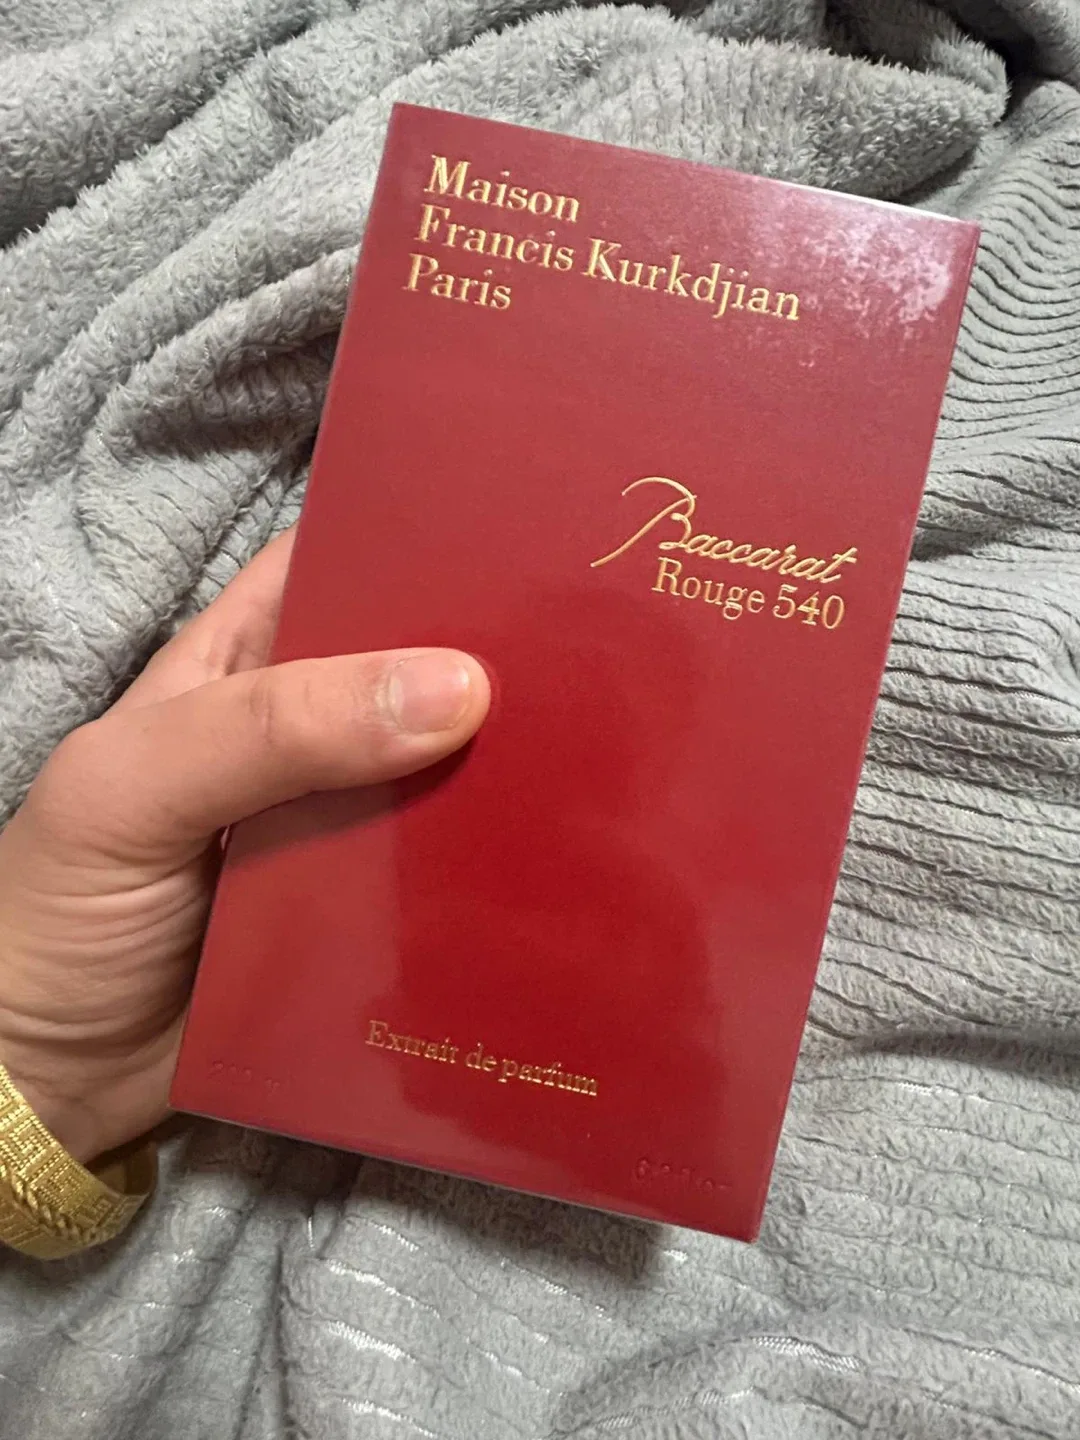 Maison
Francis Kurkdjian
Paris
Baccarat
Rouge 540
Extrait de parfum